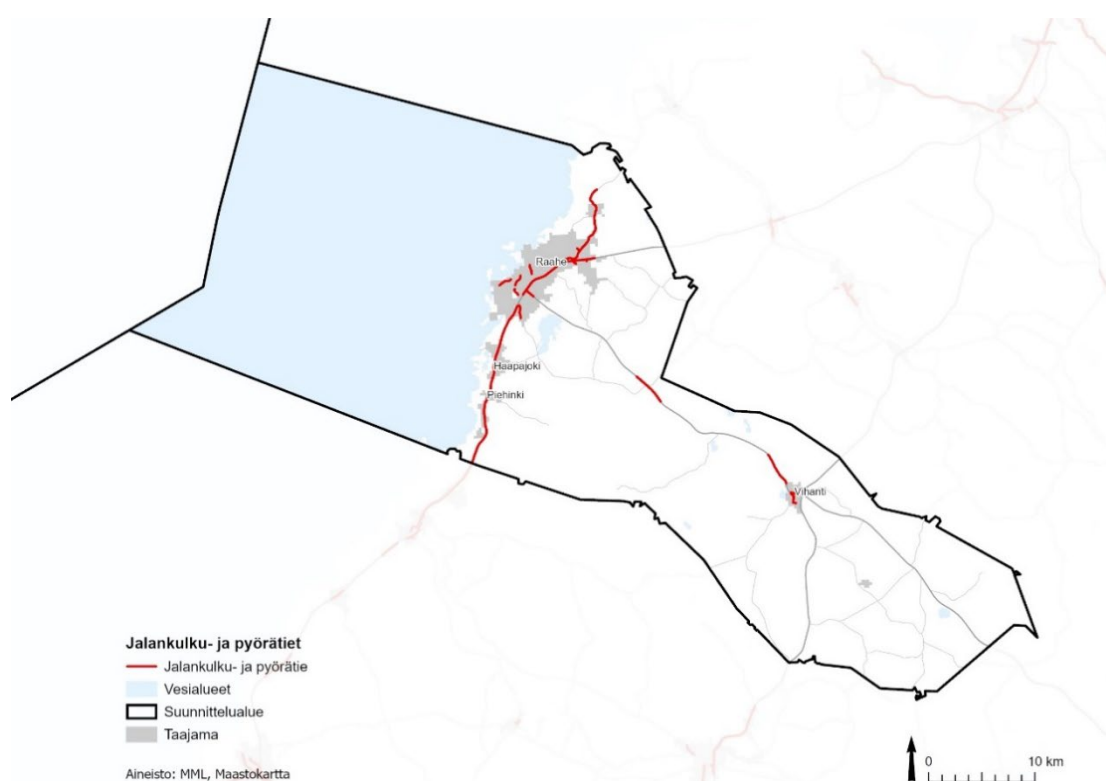 Raahe
Haapajoki
Piehinki
Vihanti
Jalankulku- ja pyörätiet
Jalankulku- ja pyörätie
Vesialueet
Suunnittelualue
Taajama
Aineisto: MML, Maastokartta
0 10 km